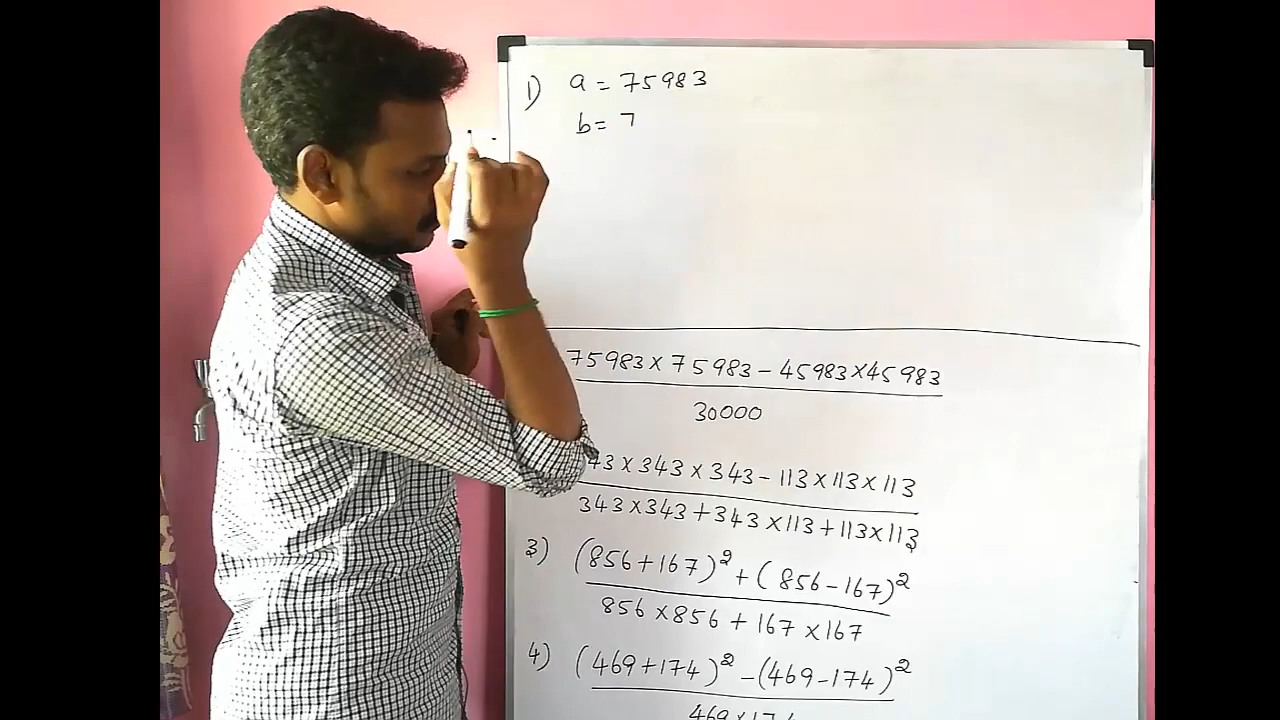 1) a = 75983
b = 7
75983 x 75983 - 45983 x 45983
30000
43 x 343 x 343 - 113 x 113 x 113
343 x 343 + 343 x 113 + 113 x 113
3) (856 + 167)² + (856 - 167)²
856 x 856 + 167 x 167
4) (469 + 174)² - (469 - 174)²
469 x 174